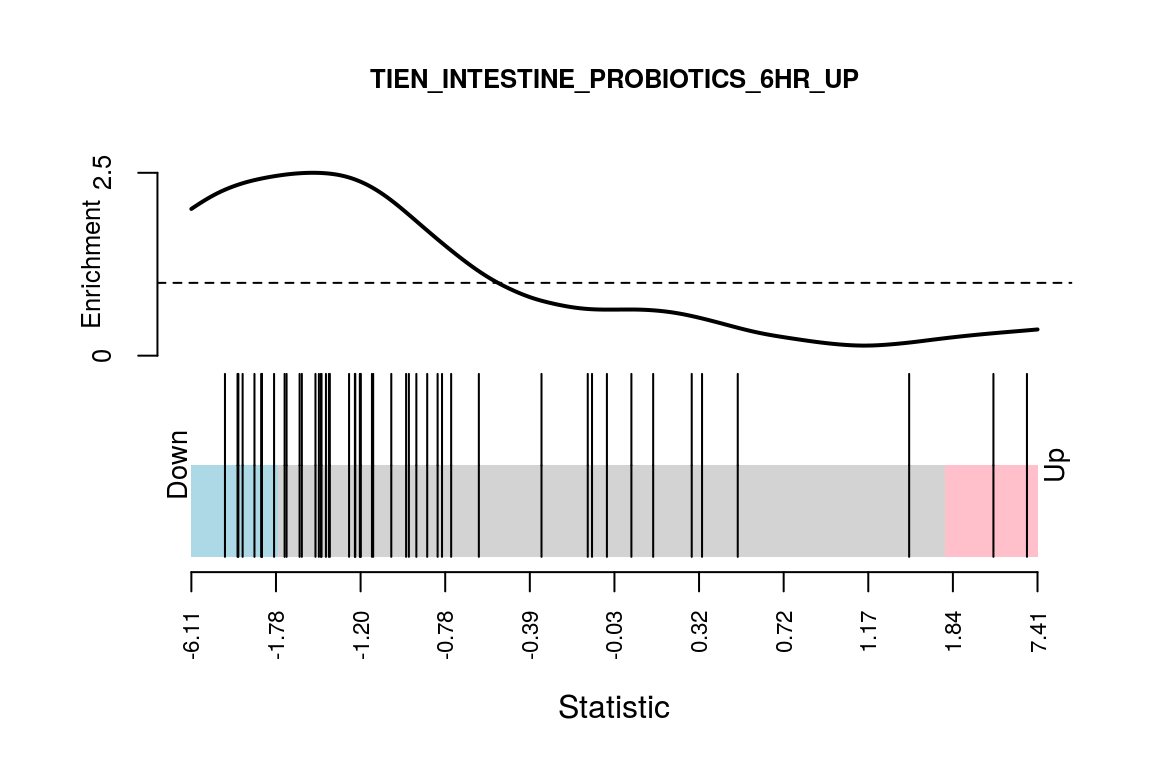 TIEN_INTESTINE_PROBIOTICS_6HR_UP
Enrichment
2.5
0
Down
Up
-6.11
-1.78
-1.20
-0.78
-0.39
-0.03
0.32
0.72
1.17
1.84
7.41
Statistic